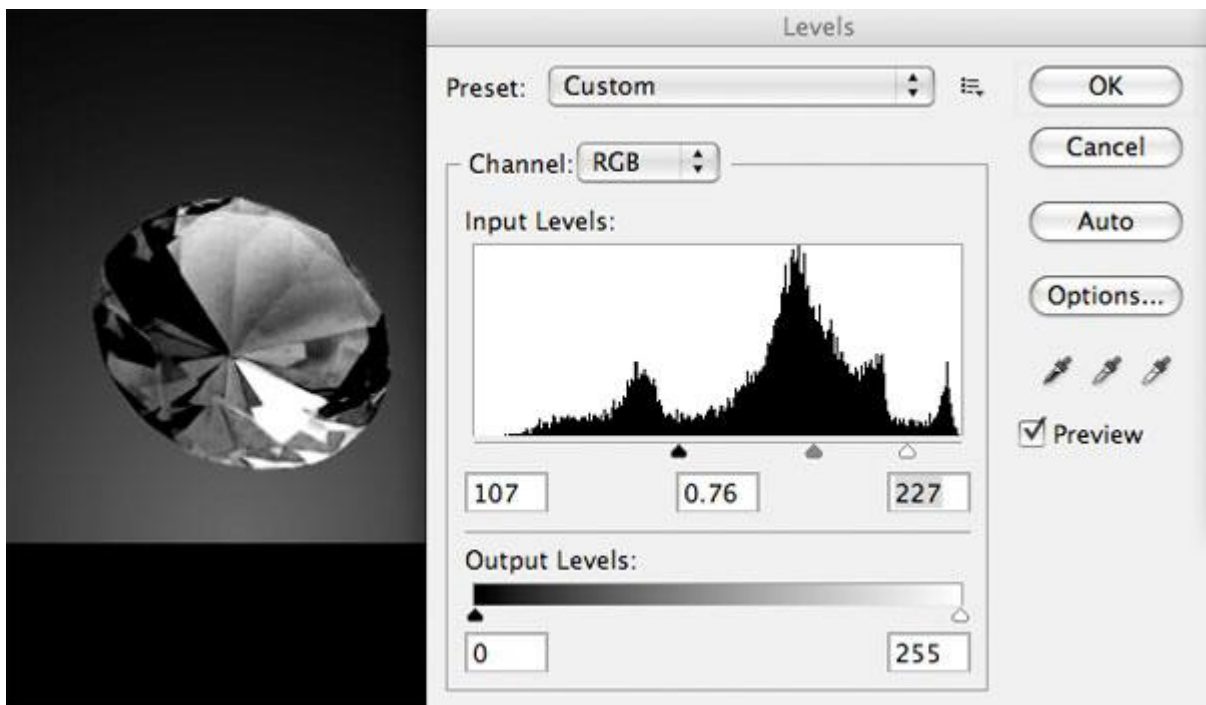 Levels
Preset: Custom
OK
Channel: RGB
Cancel
Input Levels:
Auto
Options...
Preview
107 0.76 227
Output Levels:
0 255